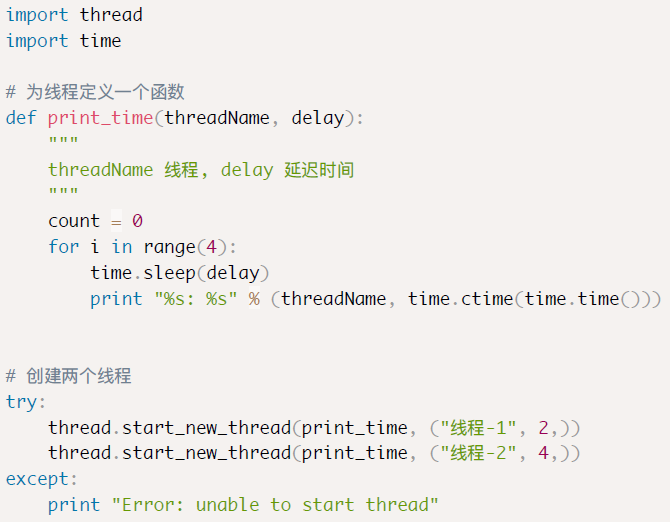 import thread
import time
# 为线程定义一个函数
def print_time(threadName, delay):
    """
    threadName 线程, delay 延迟时间
    """
    count = 0
    for i in range(4):
        time.sleep(delay)
        print "%s: %s" % (threadName, time.ctime(time.time()))
# 创建两个线程
try:
    thread.start_new_thread(print_time, ("线程-1", 2,))
    thread.start_new_thread(print_time, ("线程-2", 4,))
except:
    print "Error: unable to start thread"